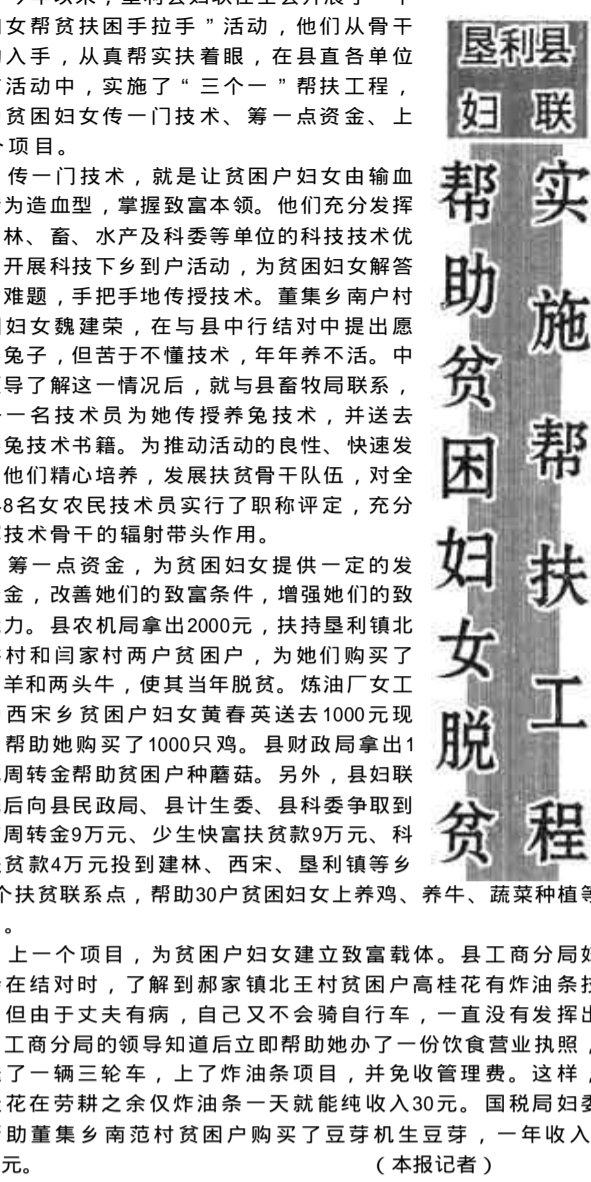 垦利县
妇联
实施帮扶工程
帮助贫困妇女脱贫
妇女帮贫扶困手拉手”活动，他们从骨干
入手，从真帮实扶着眼，在县直各单位
活动中，实施了“三个一”帮扶工程，
贫困妇女传一门技术、筹一点资金、上
个项目。
传一门技术，就是让贫困户妇女由输血
为造血型，掌握致富本领。他们充分发挥
林、畜、水产及科委等单位的科技技术优
开展科技下乡到户活动，为贫困妇女解答
难题，手把手地传授技术。董集乡南户村
妇女魏建荣，在与县中行结对中提出愿
兔子，但苦于不懂技术，年年养不活。中
导了解这一情况后，就与县畜牧局联系，
一名技术员为她传授养兔技术，并送去
兔技术书籍。为推动活动的良性、快速发
他们精心培养，发展扶贫骨干队伍，对全
8名女农民技术员实行了职称评定，充分
技术骨干的辐射带头作用。
筹一点资金，为贫困妇女提供一定的发
金，改善她们的致富条件，增强她们的致
力。县农机局拿出2000元，扶持垦利镇北
村和闫家村两户贫困户，为她们购买了
羊和两头牛，使其当年脱贫。炼油厂女工
西宋乡贫困户妇女黄春英送去1000元现
帮助她购买了1000只鸡。县财政局拿出1
周转金帮助贫困户种蘑菇。另外，县妇联
后向县民政局、县计生委、县科委争取到
周转金9万元、少生快富扶贫款9万元、科
贫款4万元投到建林、西宋、垦利镇等乡
个扶贫联系点，帮助30户贫困妇女上养鸡、养牛、蔬菜种植等
。
上一个项目，为贫困户妇女建立致富载体。县工商分局妇
在结对时，了解到郝家镇北王村贫困户高桂花有炸油条技
但由于丈夫有病，自己又不会骑自行车，一直没有发挥出
工商分局的领导知道后立即帮助她办了一份饮食营业执照，
了一辆三轮车，上了炸油条项目，并免收管理费。这样，
花在劳耕之余仅炸油条一天就能纯收入30元。国税局妇委
助董集乡南范村贫困户购买了豆芽机生豆芽，一年收入
元。（本报记者）